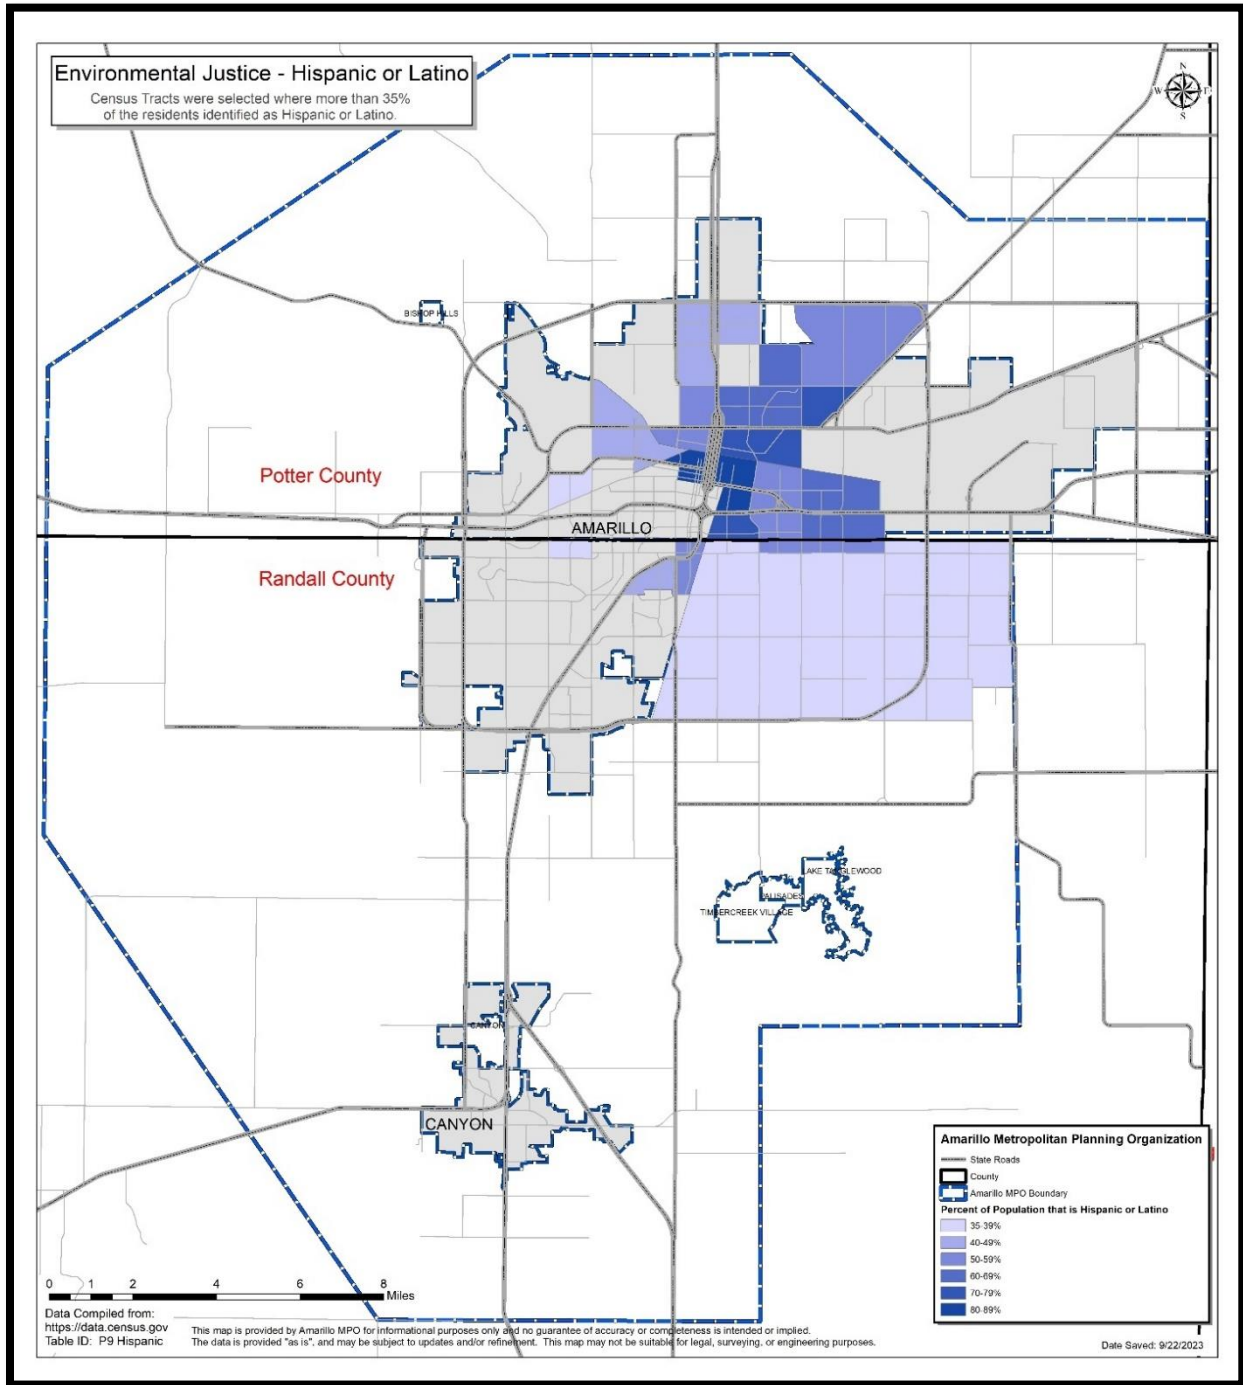 Environmental Justice - Hispanic or Latino
Census Tracts were selected where more than 35%
of the residents identified as Hispanic or Latino.
N
W E
S
BISHOP HILLS
Potter County
AMARILLO
Randall County
LAKE TANGLEWOOD
PALISADES
TIMBERCREEK VILLAGE
CANYON
CANYON
Amarillo Metropolitan Planning Organization
State Roads
County
Amarillo MPO Boundary
Percent of Population that is Hispanic or Latino
35-39%
40-49%
50-59%
60-69%
70-79%
80-89%
0 1 2 4 6 8
Miles
Data Compiled from:
https://data.census.gov
Table ID: P9 Hispanic
This map is provided by Amarillo MPO for informational purposes only and no guarantee of accuracy or completeness is intended or implied.
The data is provided "as is", and may be subject to updates and/or refinement. This map may not be suitable for legal, surveying, or engineering purposes.
Date Saved: 9/22/2023